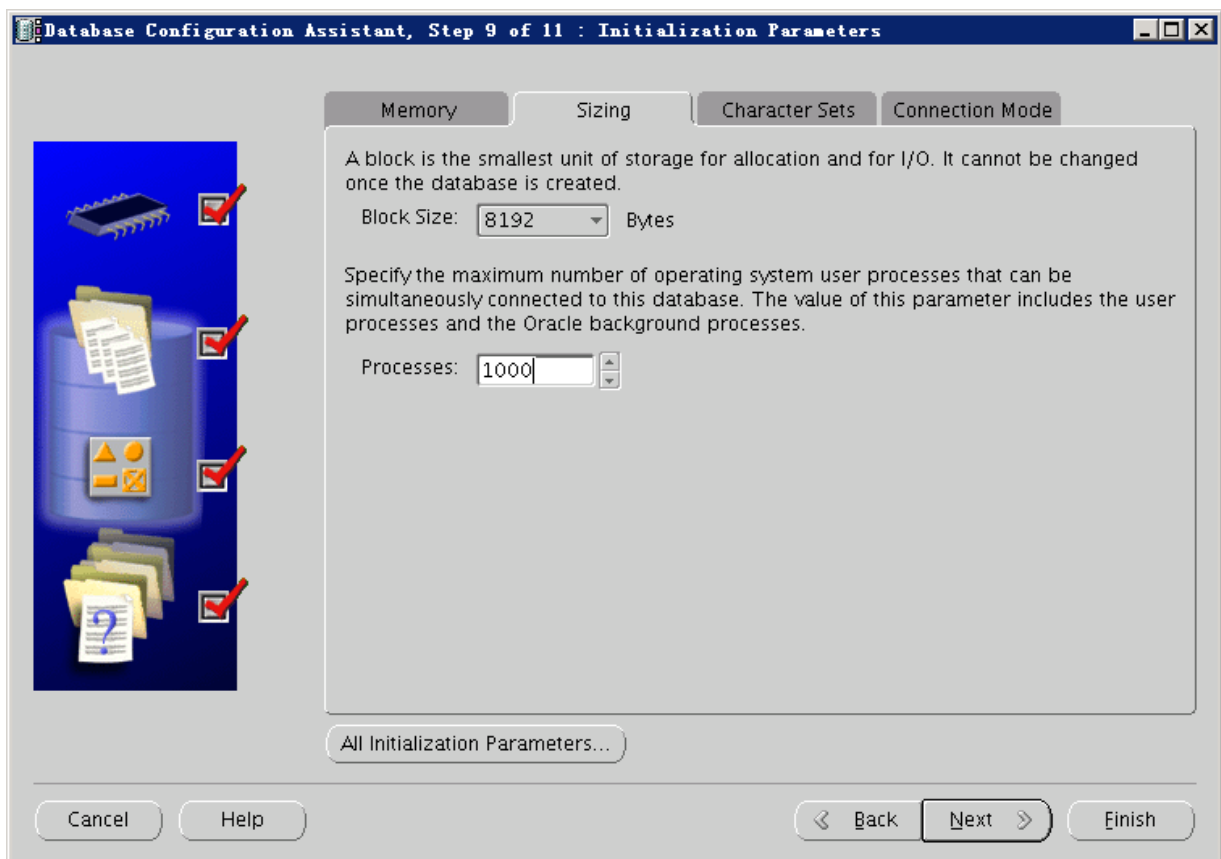 Database Configuration Assistant, Step 9 of 11 : Initialization Parameters
Memory
Sizing
Character Sets
Connection Mode
A block is the smallest unit of storage for allocation and for I/O. It cannot be changed
once the database is created.
Block Size: 8192 Bytes
Specify the maximum number of operating system user processes that can be
simultaneously connected to this database. The value of this parameter includes the user
processes and the Oracle background processes.
Processes: 1000
?
All Initialization Parameters...
Cancel
Help
Back
Next
Finish